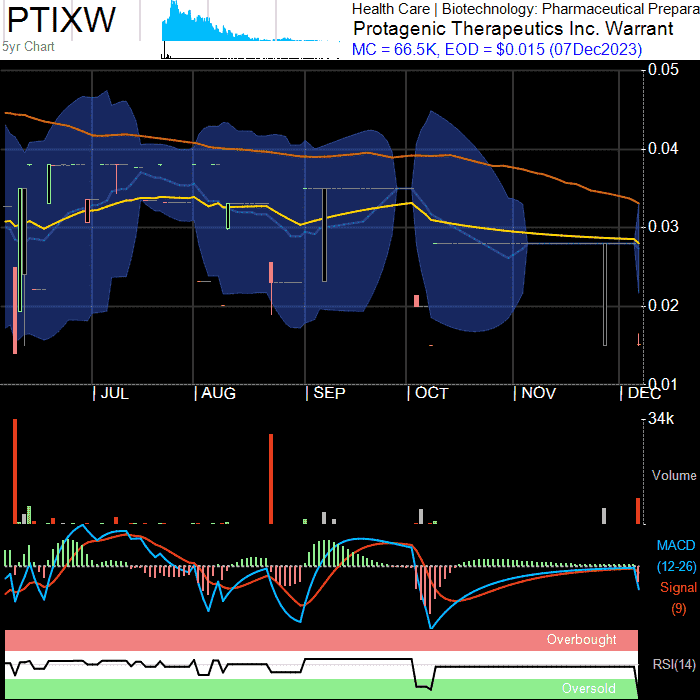 PTIXW
5yr Chart
Health Care | Biotechnology: Pharmaceutical Prepara
Protagenic Therapeutics Inc. Warrant
MC = 66.5K, EOD = $0.015 (07Dec2023)
0.05
0.04
0.03
0.02
0.01
| JUL | AUG | SEP | OCT | NOV | DEC
34k
Volume
MACD
(12-26)
Signal
(9)
Overbought
RSI(14)
Oversold